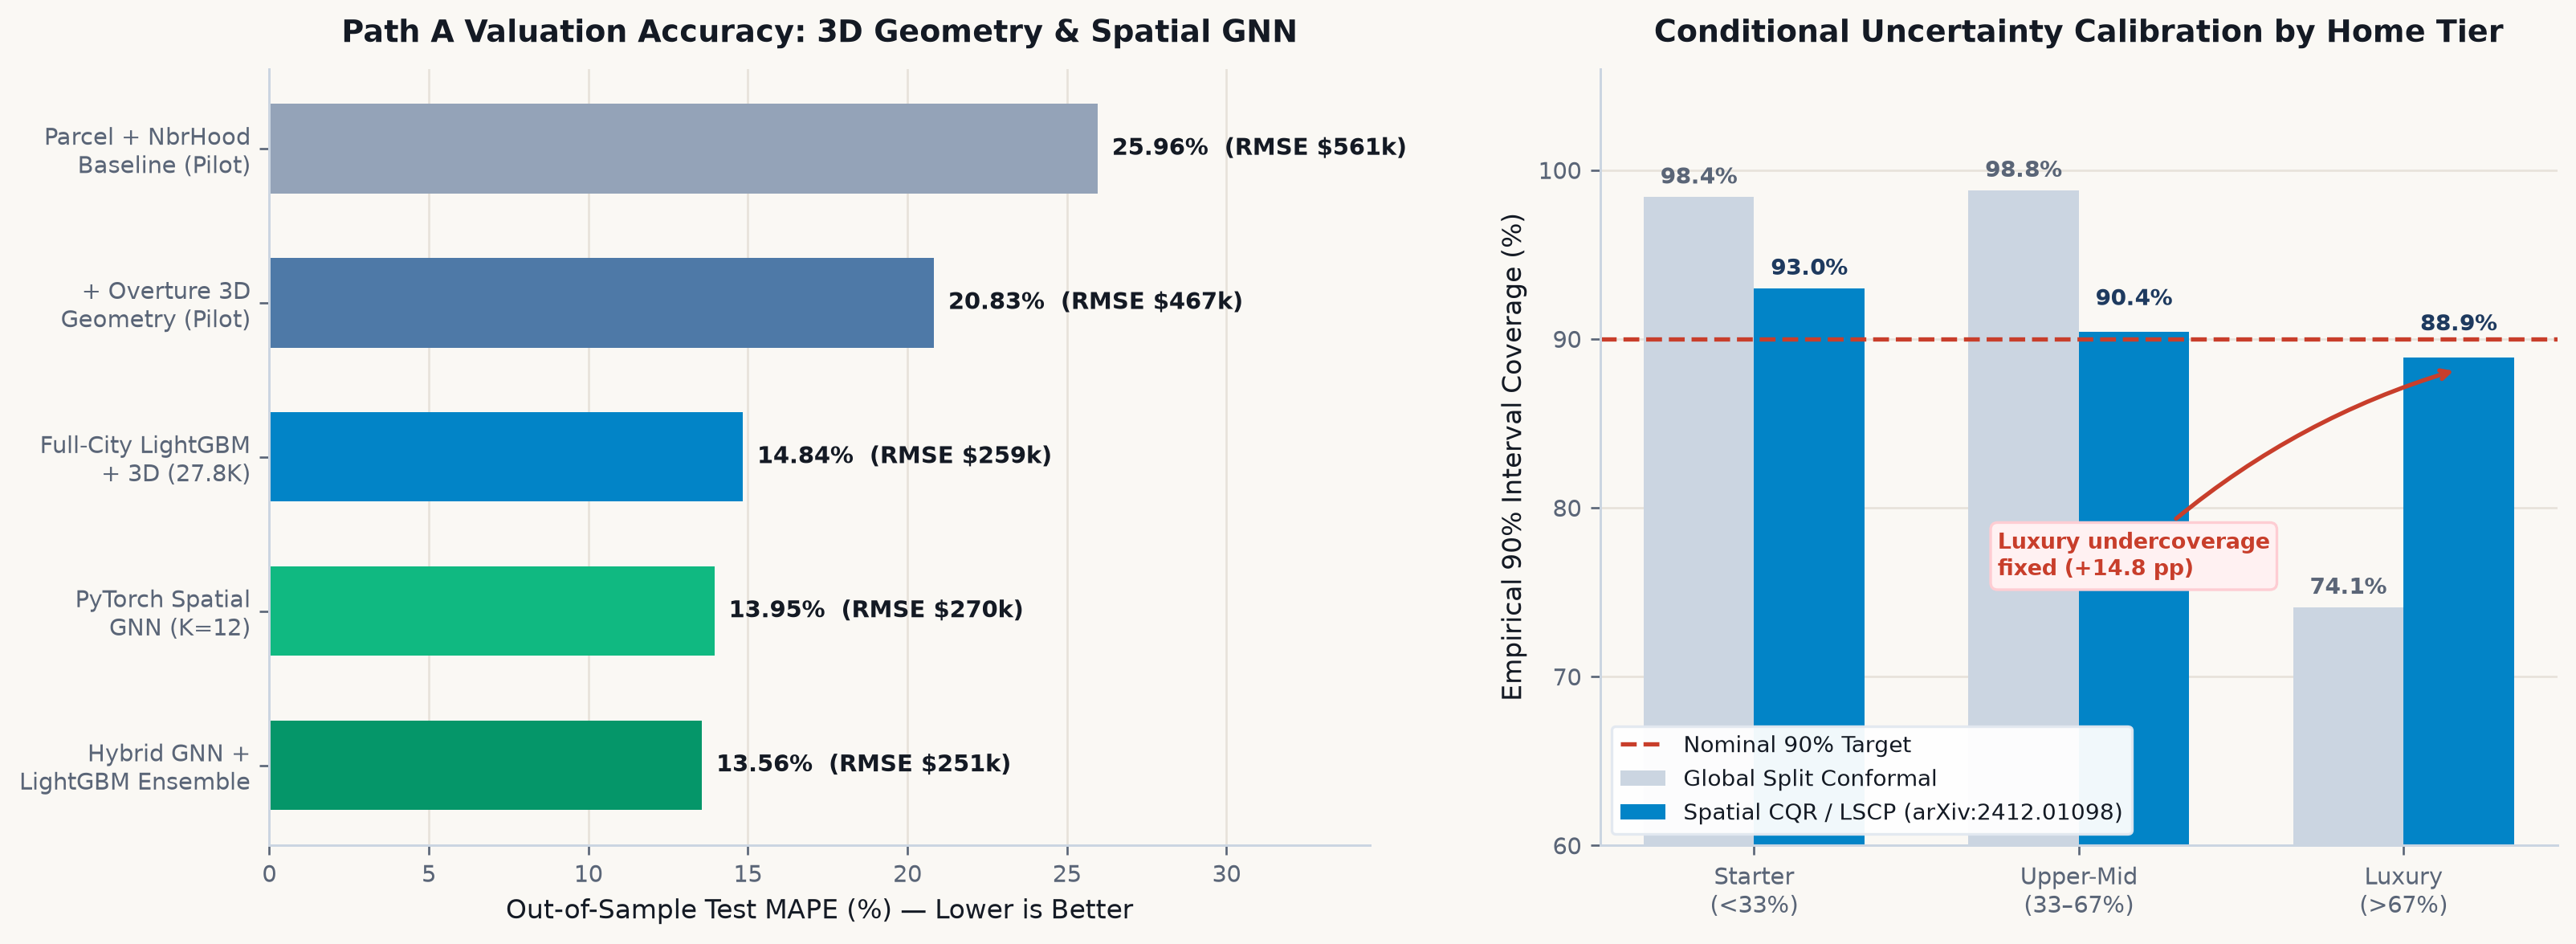 Path A Valuation Accuracy: 3D Geometry & Spatial GNN
Parcel + NbrHood
Baseline (Pilot)
25.96% (RMSE $561k)
+ Overture 3D
Geometry (Pilot)
20.83% (RMSE $467k)
Full-City LightGBM
+ 3D (27.8K)
14.84% (RMSE $259k)
PyTorch Spatial
GNN (K=12)
13.95% (RMSE $270k)
Hybrid GNN +
LightGBM Ensemble
13.56% (RMSE $251k)
0 5 10 15 20 25 30
Out-of-Sample Test MAPE (%) — Lower is Better
Conditional Uncertainty Calibration by Home Tier
Empirical 90% Interval Coverage (%)
100
90
80
70
60
98.4%
93.0%
98.8%
90.4%
74.1%
88.9%
Luxury undercoverage
fixed (+14.8 pp)
Nominal 90% Target
Global Split Conformal
Spatial CQR / LSCP (arXiv:2412.01098)
Starter
(<33%)
Upper-Mid
(33–67%)
Luxury
(>67%)